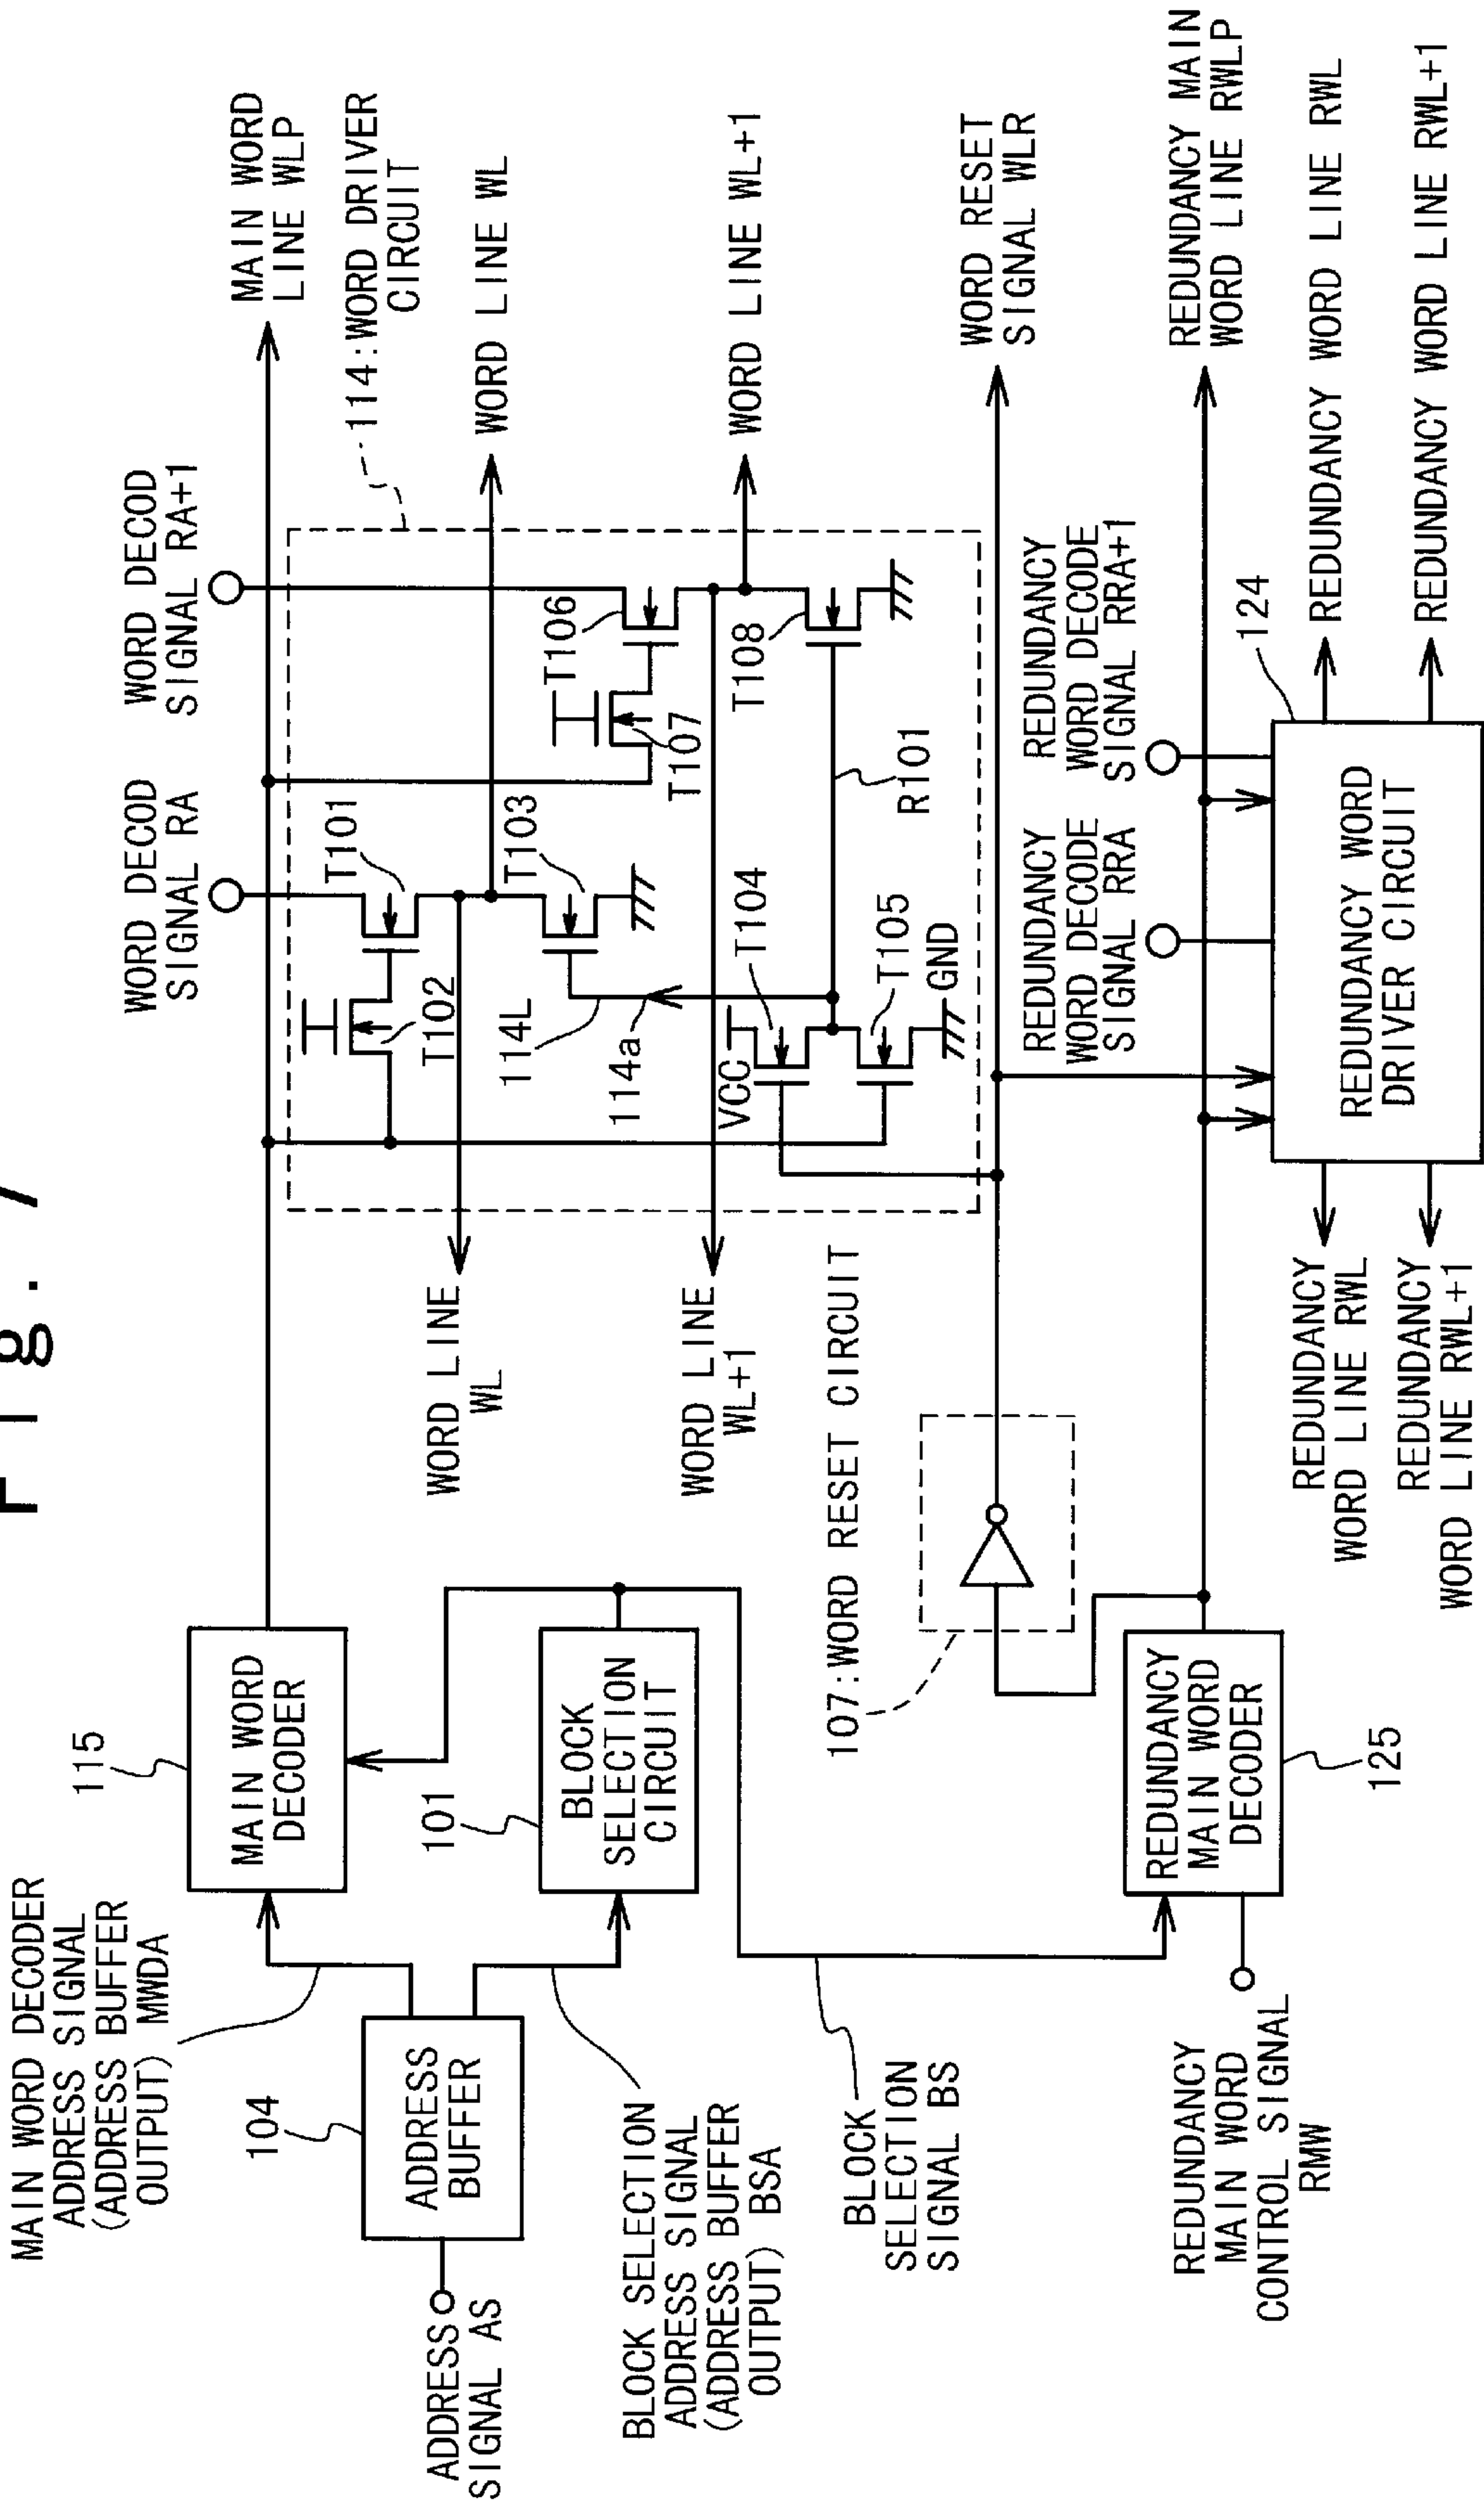 Fig. 7
MAIN WORD DECODER
ADDRESS SIGNAL
(ADDRESS BUFFER
OUTPUT) MWDA
115
MAIN WORD
DECODER
WORD DECOD
SIGNAL RA
WORD DECOD
SIGNAL RA+1
MAIN WORD
LINE WLP
114:WORD DRIVER
CIRCUIT
104
ADDRESS
BUFFER
ADDRESS
SIGNAL AS
101
BLOCK
SELECTION
CIRCUIT
WORD LINE
WL
T101
T102
T103
T106
T107
WORD LINE WL
114L
114a
WORD LINE
WL+1
VCC
T104
T105
GND
T108
R101
WORD LINE WL+1
BLOCK SELECTION
ADDRESS SIGNAL
(ADDRESS BUFFER
OUTPUT) BSA
BLOCK
SELECTION
SIGNAL BS
107:WORD RESET CIRCUIT
WORD RESET
SIGNAL WLR
REDUNDANCY
WORD DECODE
SIGNAL RRA
REDUNDANCY
WORD DECODE
SIGNAL RRA+1
REDUNDANCY MAIN
WORD LINE RWLP
REDUNDANCY
MAIN WORD
CONTROL SIGNAL
RMW
REDUNDANCY
MAIN WORD
DECODER
125
124
REDUNDANCY WORD
DRIVER CIRCUIT
REDUNDANCY
WORD LINE RWL
REDUNDANCY
WORD LINE RWL+1
REDUNDANCY WORD LINE RWL
REDUNDANCY WORD LINE RWL+1